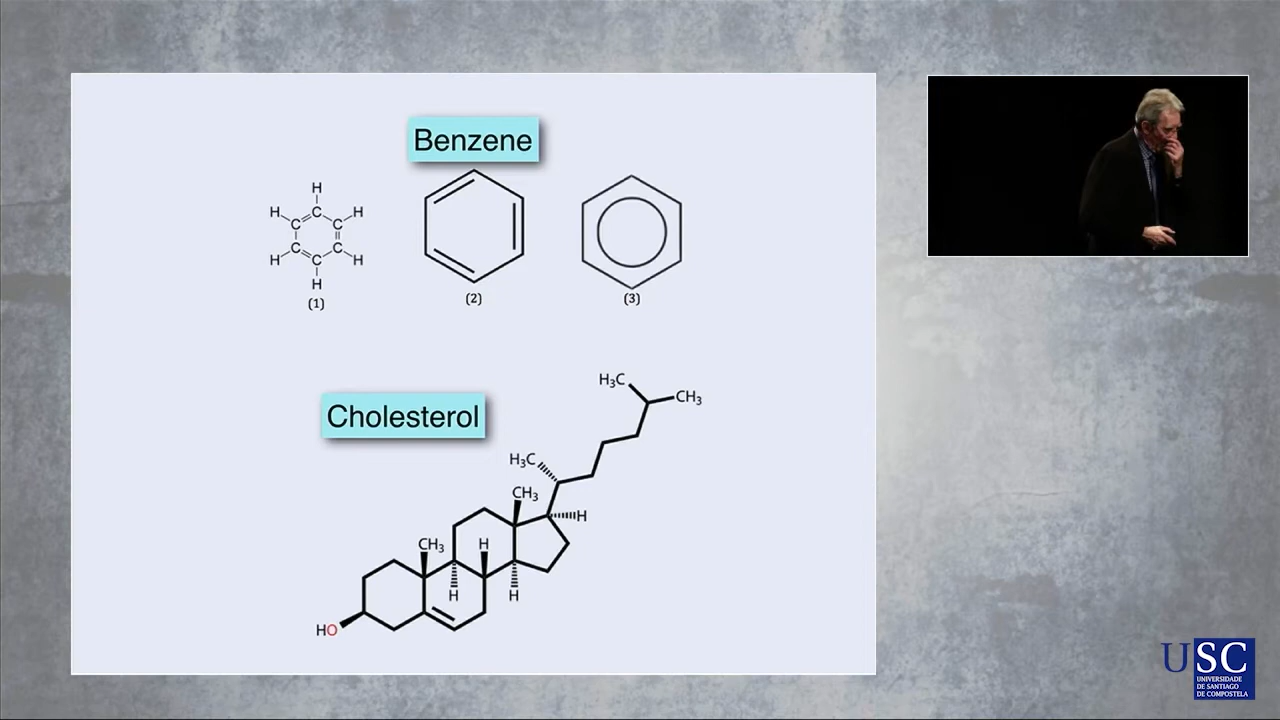 Benzene
H
H C H
C C
C C
H C H
H
(1)
(2)
(3)
Cholesterol
H₃C
CH₃
H₃C
CH₃
H
CH₃
H
H
H
HO
USC
UNIVERSIDADE
DE SANTIAGO
DE COMPOSTELA